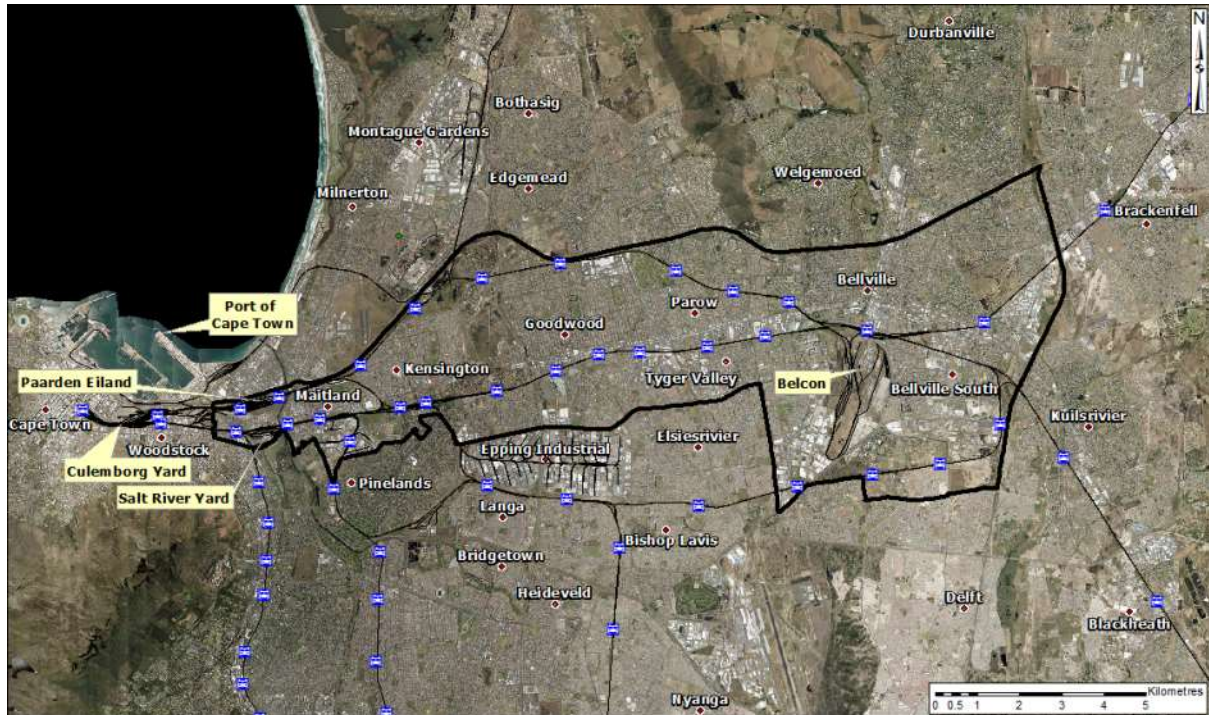 N
Durbanville
Bothasig
Montague Gardens
Edgemead
Welgemoed
Milnerton
Brackenfell
Port of
Cape Town
Bellville
Parow
Goodwood
Paarden Eiland
Kensington
Tyger Valley
Belcon
Bellville South
Maitland
Cape Town
Kuilsrivier
Woodstock
Epping Industrial
Elsiesrivier
Culemborg Yard
Pinelands
Salt River Yard
Langa
Bishop Lavis
Bridgetown
Heideveld
Delft
Blackheath
Nyanga
Kilometres
0 0.5 1 2 3 4 5